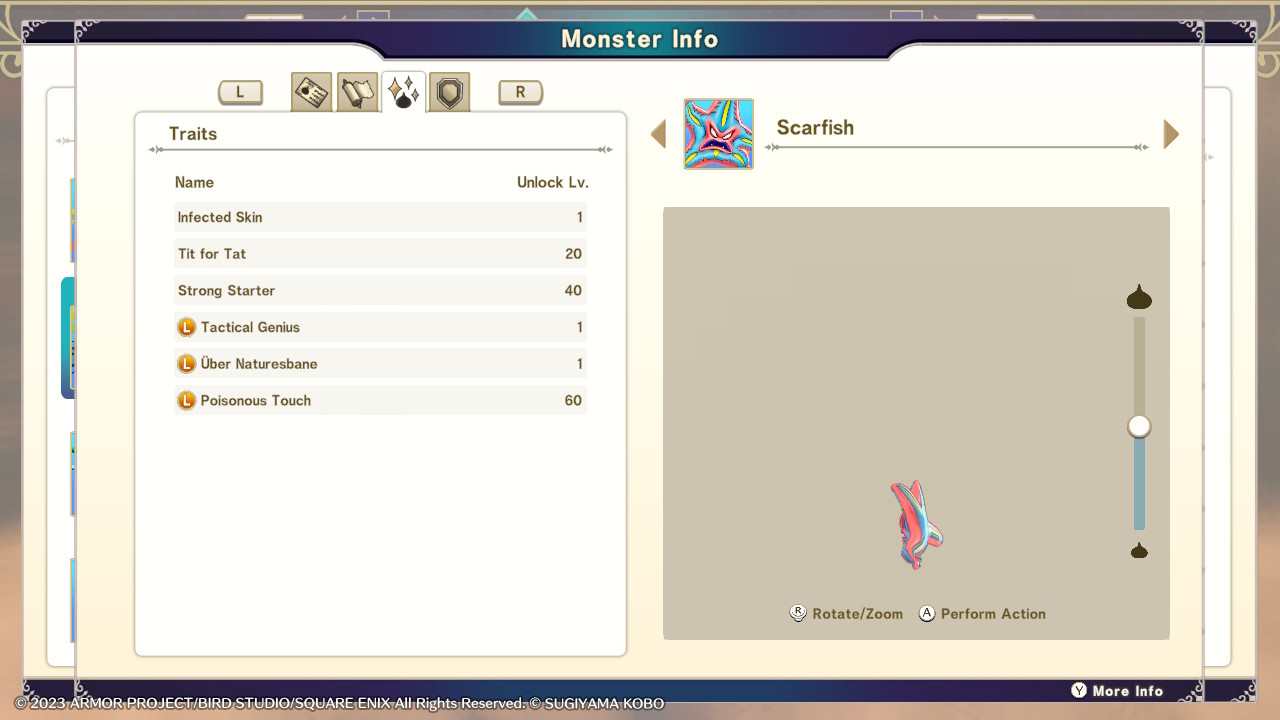 Monster Info
L
R
Traits
Name Unlock Lv.
Infected Skin 1
Tit for Tat 20
Strong Starter 40
L Tactical Genius 1
L Über Naturesbane 1
L Poisonous Touch 60
Scarfish
R Rotate/Zoom A Perform Action
Y More Info
© 2023 ARMOR PROJECT/BIRD STUDIO/SQUARE ENIX All Rights Reserved. © SUGIYAMA KOBO